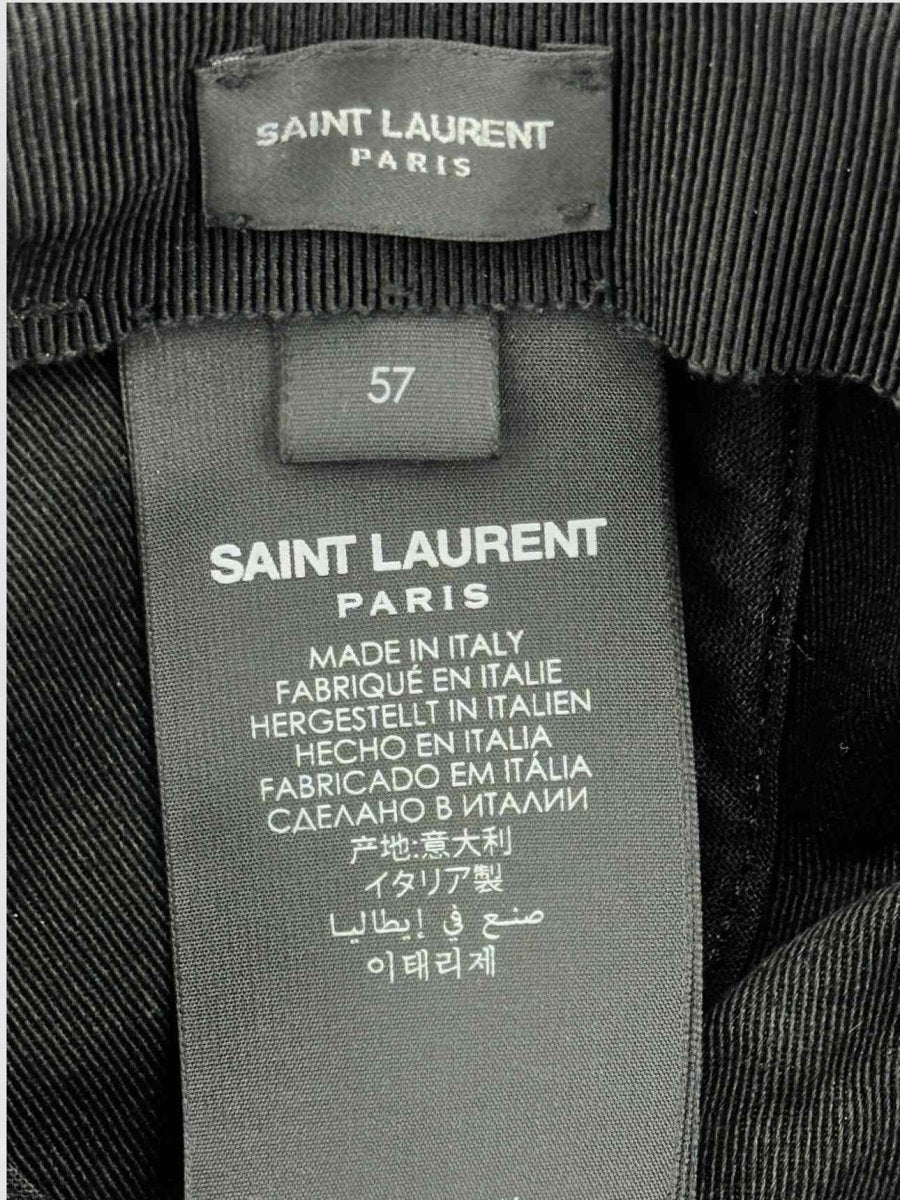 SAINT LAURENT
PARIS
57
SAINT LAURENT
PARIS
MADE IN ITALY
FABRIQUÉ EN ITALIE
HERGESTELLT IN ITALIEN
HECHO EN ITALIA
FABRICADO EM ITÁLIA
СДЕЛАНО В ИТАЛИИ
产地:意大利
イタリア製
صنع في إيطاليا
이태리제